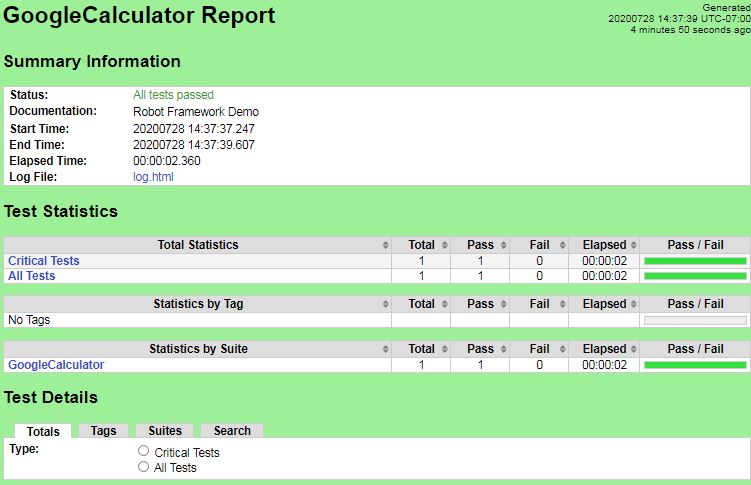 GoogleCalculator Report
Generated
20200728 14:37:39 UTC-07:00
4 minutes 50 seconds ago
Summary Information
Status: All tests passed
Documentation: Robot Framework Demo
Start Time: 20200728 14:37:37.247
End Time: 20200728 14:37:39.607
Elapsed Time: 00:00:02.360
Log File: log.html
Test Statistics
Total Statistics Total Pass Fail Elapsed Pass / Fail
Critical Tests 1 1 0 00:00:02
All Tests 1 1 0 00:00:02
Statistics by Tag Total Pass Fail Elapsed Pass / Fail
No Tags
Statistics by Suite Total Pass Fail Elapsed Pass / Fail
GoogleCalculator 1 1 0 00:00:02
Test Details
Totals Tags Suites Search
Type: Critical Tests
All Tests